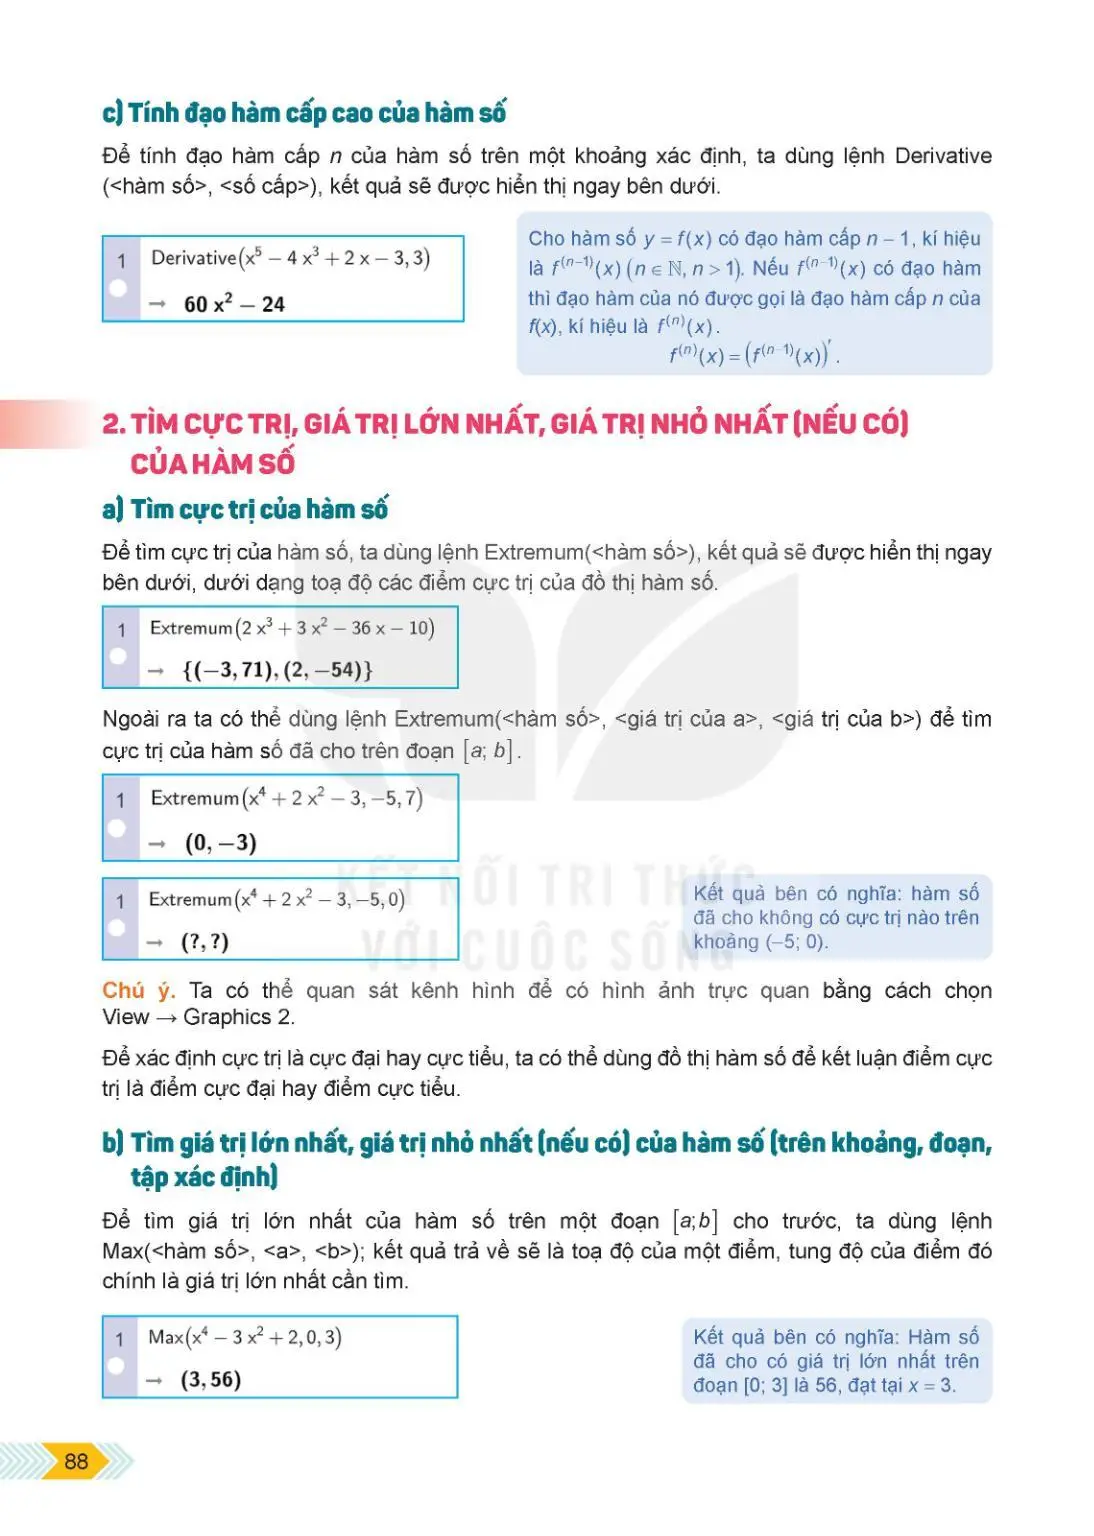 c) Tính đạo hàm cấp cao của hàm số
Để tính đạo hàm cấp n của hàm số trên một khoảng xác định, ta dùng lệnh Derivative
(<hàm số>, <số cấp>), kết quả sẽ được hiển thị ngay bên dưới.
1 Derivative(x⁵ – 4 x³ + 2 x – 3, 3)
→ 60 x² – 24
Cho hàm số y = f(x) có đạo hàm cấp n – 1, kí hiệu
là f⁽ⁿ⁻¹⁾(x) (n ∈ ℕ, n > 1). Nếu f⁽ⁿ⁻¹⁾(x) có đạo hàm
thì đạo hàm của nó được gọi là đạo hàm cấp n của
f(x), kí hiệu là f⁽ⁿ⁾(x).
f⁽ⁿ⁾(x) = (f⁽ⁿ⁻¹⁾(x))′.
2. TÌM CỰC TRỊ, GIÁ TRỊ LỚN NHẤT, GIÁ TRỊ NHỎ NHẤT (NẾU CÓ)
CỦA HÀM SỐ
a) Tìm cực trị của hàm số
Để tìm cực trị của hàm số, ta dùng lệnh Extremum(<hàm số>), kết quả sẽ được hiển thị ngay
bên dưới, dưới dạng toạ độ các điểm cực trị của đồ thị hàm số.
1 Extremum(2 x³ + 3 x² – 36 x – 10)
→ {(–3, 71), (2, –54)}
Ngoài ra ta có thể dùng lệnh Extremum(<hàm số>, <giá trị của a>, <giá trị của b>) để tìm
cực trị của hàm số đã cho trên đoạn [a; b].
1 Extremum(x⁴ + 2 x² – 3, –5, 7)
→ (0, –3)
KẾT NỐI TRI THỨC
VỚI CUỘC SỐNG
1 Extremum(x⁴ + 2 x² – 3, –5, 0)
→ (?, ?)
Kết quả bên có nghĩa: hàm số
đã cho không có cực trị nào trên
khoảng (–5; 0).
Chú ý. Ta có thể quan sát kênh hình để có hình ảnh trực quan bằng cách chọn
View → Graphics 2.
Để xác định cực trị là cực đại hay cực tiểu, ta có thể dùng đồ thị hàm số để kết luận điểm cực
trị là điểm cực đại hay điểm cực tiểu.
b) Tìm giá trị lớn nhất, giá trị nhỏ nhất (nếu có) của hàm số (trên khoảng, đoạn,
tập xác định)
Để tìm giá trị lớn nhất của hàm số trên một đoạn [a;b] cho trước, ta dùng lệnh
Max(<hàm số>, <a>, <b>); kết quả trả về sẽ là toạ độ của một điểm, tung độ của điểm đó
chính là giá trị lớn nhất cần tìm.
1 Max(x⁴ – 3 x² + 2, 0, 3)
→ (3, 56)
Kết quả bên có nghĩa: Hàm số
đã cho có giá trị lớn nhất trên
đoạn [0; 3] là 56, đạt tại x = 3.
88